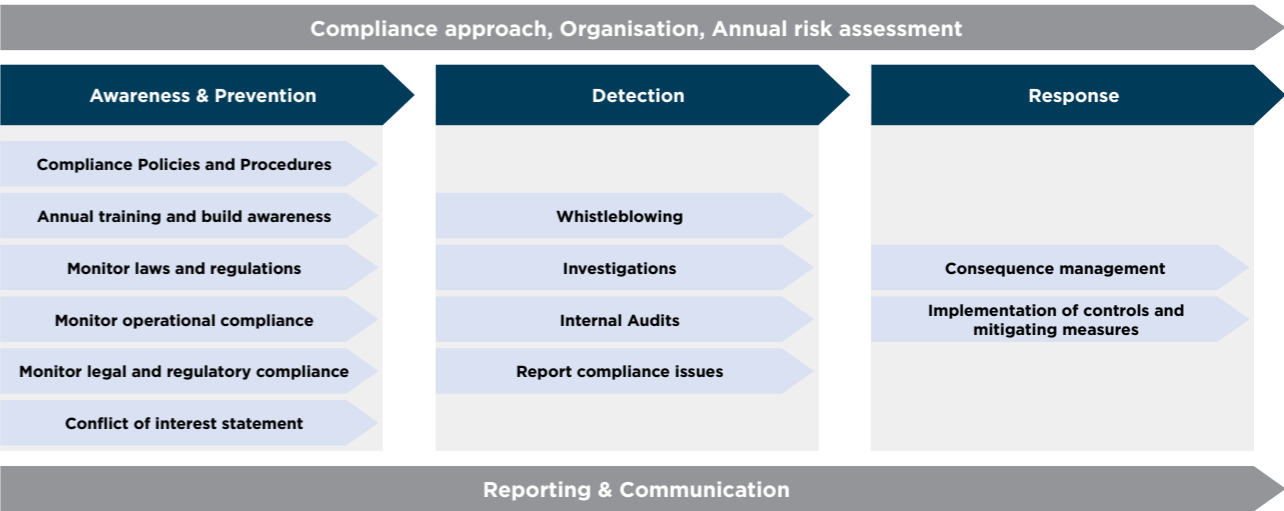 Compliance approach, Organisation, Annual risk assessment
Awareness & Prevention
Compliance Policies and Procedures
Annual training and build awareness
Monitor laws and regulations
Monitor operational compliance
Monitor legal and regulatory compliance
Conflict of interest statement
Detection
Whistleblowing
Investigations
Internal Audits
Report compliance issues
Response
Consequence management
Implementation of controls and
mitigating measures
Reporting & Communication